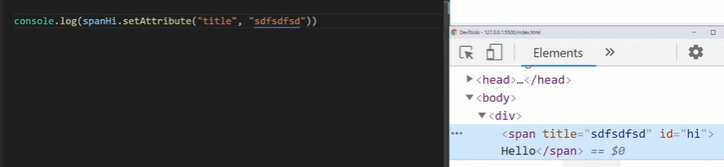 console.log(spanHi.setAttribute("title", "sdfsdfsd"))
DevTools - 127.0.0.1:5500/index.html
Elements »
▶<head>…</head>
▼<body>
▼<div>
<span title="sdfsdfsd" id="hi">
Hello</span> == $0